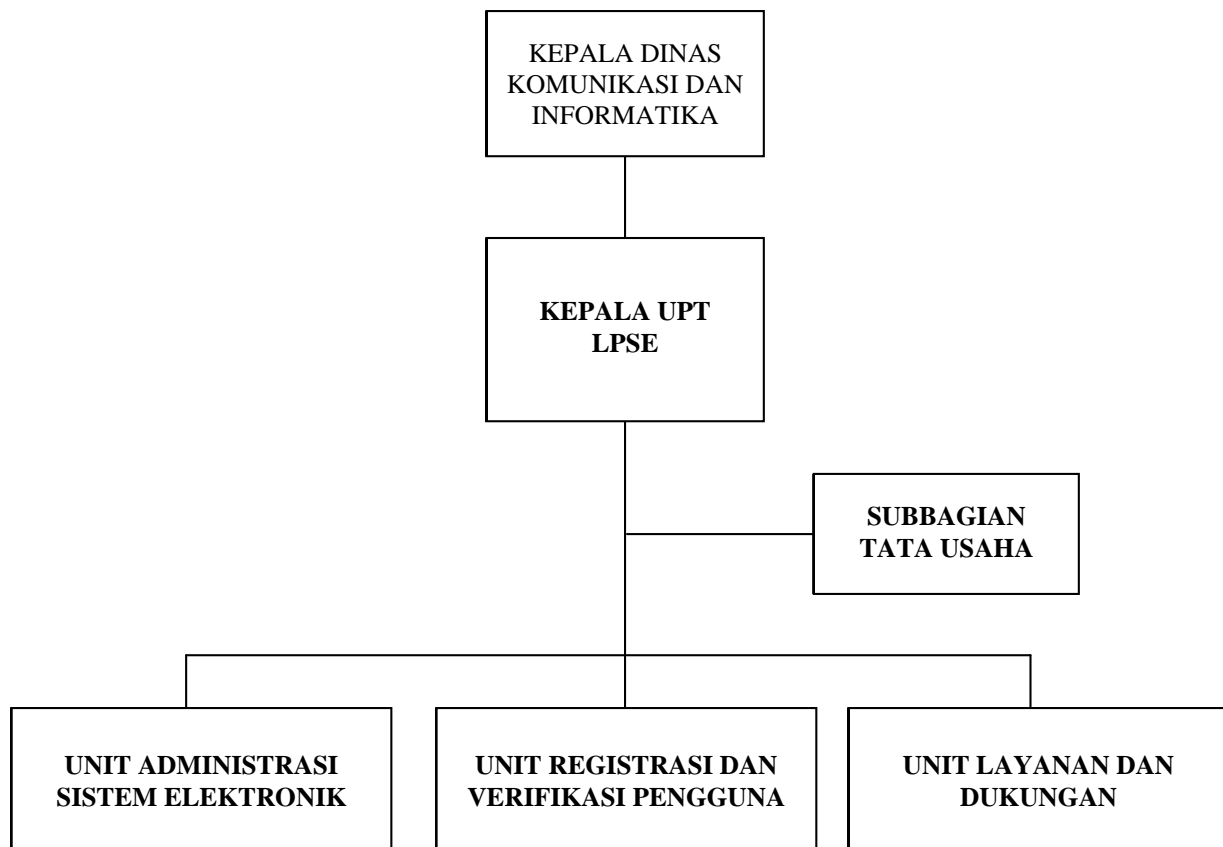 KEPALA DINAS
KOMUNIKASI DAN
INFORMATIKA
KEPALA UPT
LPSE
SUBBAGIAN
TATA USAHA
UNIT ADMINISTRASI
SISTEM ELEKTRONIK
UNIT REGISTRASI DAN
VERIFIKASI PENGGUNA
UNIT LAYANAN DAN
DUKUNGAN